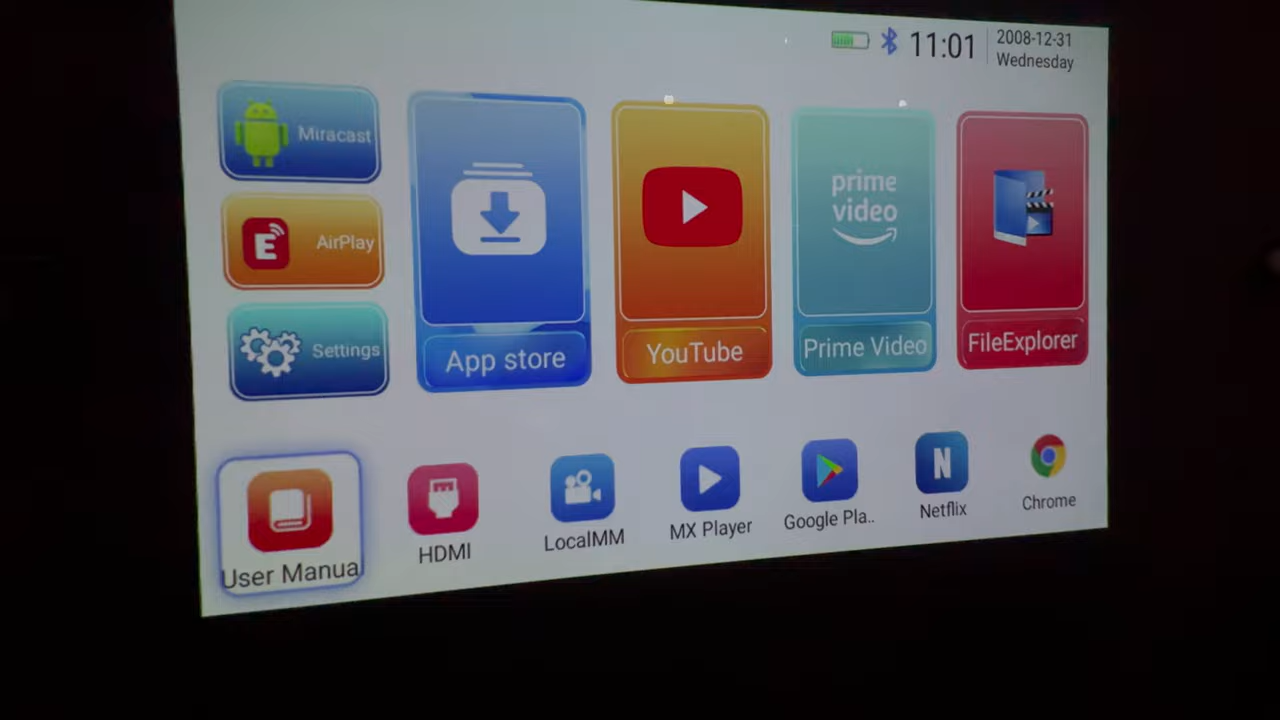 11:01
2008-12-31
Wednesday
Miracast
AirPlay
Settings
E
prime
video
App store
YouTube
Prime Video
FileExplorer
N
User Manua
HDMI
LocalMM
MX Player
Google Pla..
Netflix
Chrome